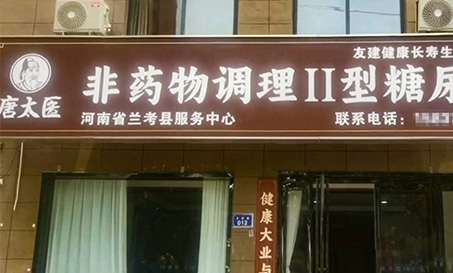 友建健康长寿生
唐太医
非药物调理II型糖尿
河南省兰考县服务中心
联系电话:
012
健康大业与